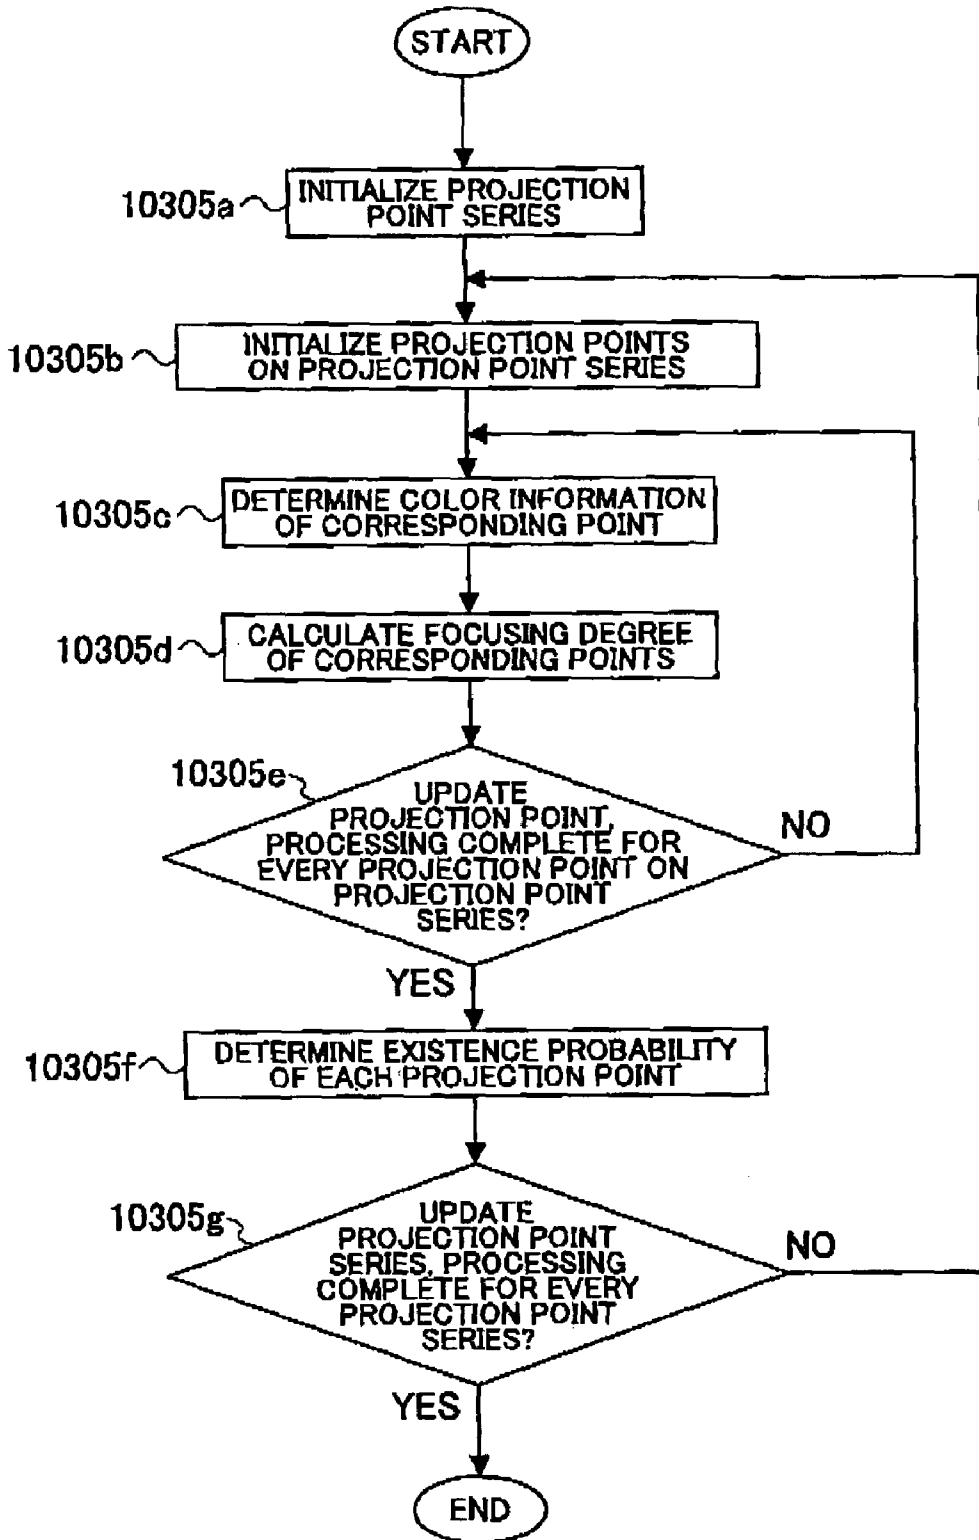 START
10305a
INITIALIZE PROJECTION
POINT SERIES
10305b
INITIALIZE PROJECTION POINTS
ON PROJECTION POINT SERIES
10305c
DETERMINE COLOR INFORMATION
OF CORRESPONDING POINT
10305d
CALCULATE FOCUSING DEGREE
OF CORRESPONDING POINTS
10305e
UPDATE
PROJECTION POINT,
PROCESSING COMPLETE FOR
EVERY PROJECTION POINT ON
PROJECTION POINT
SERIES?
NO
YES
10305f
DETERMINE EXISTENCE PROBABILITY
OF EACH PROJECTION POINT
10305g
UPDATE
PROJECTION POINT
SERIES, PROCESSING
COMPLETE FOR EVERY
PROJECTION POINT
SERIES?
NO
YES
END